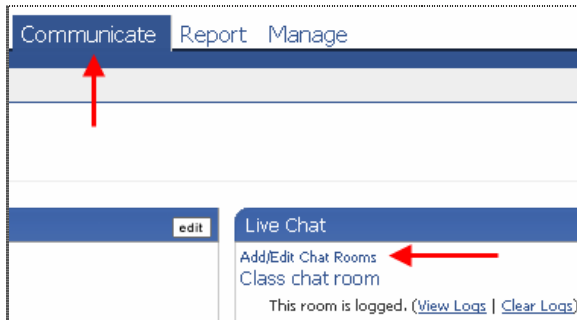 Communicate Report Manage
edit
Live Chat
Add/Edit Chat Rooms
Class chat room
This room is logged. (View Logs | Clear Logs)